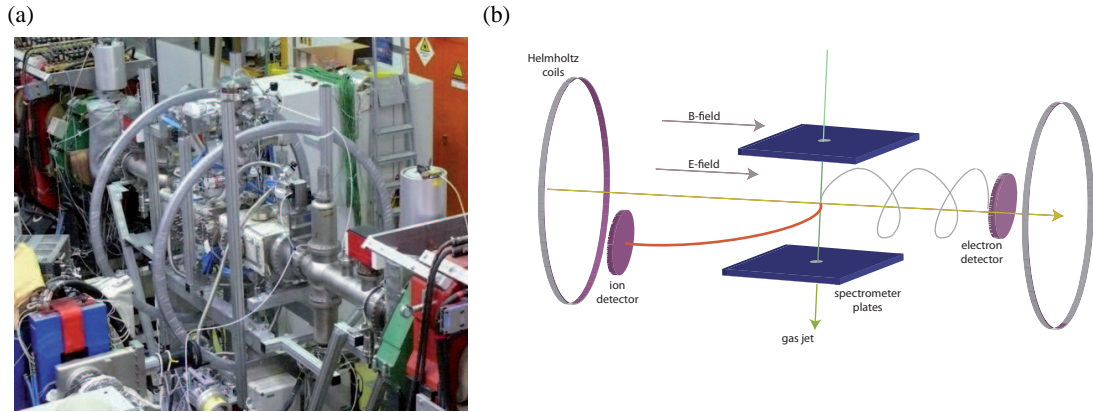 (a)
(b)
Helmholtz
coils
B-field
E-field
ion
detector
electron
detector
spectrometer
plates
gas jet